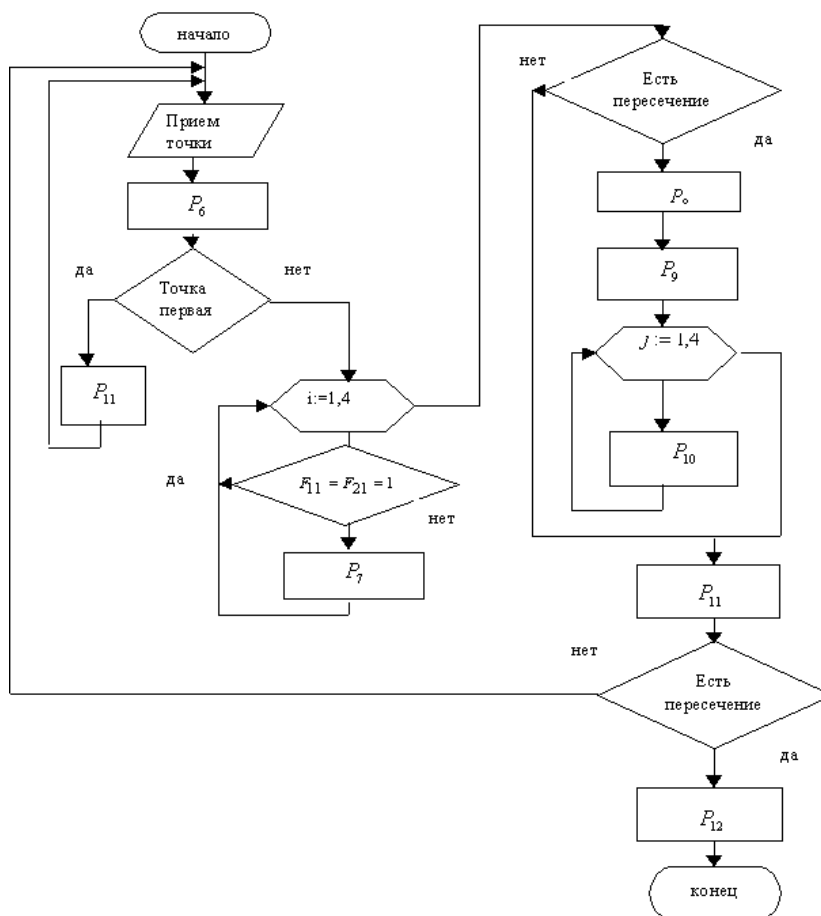 начало
Прием
точки
P6
да
нет
Точка
первая
P11
i:=1,4
да
F11 = F21 = 1
нет
P7
нет
Есть
пересечение
да
P9
j := 1,4
P10
P11
нет
Есть
пересечение
да
P12
конец